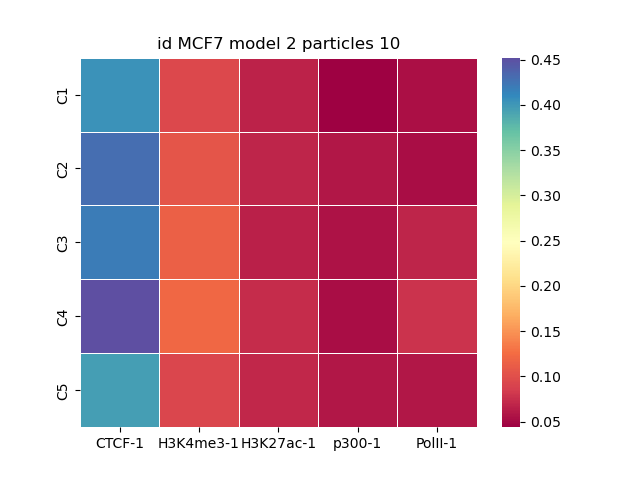 id MCF7 model 2 particles 10
C1
C2
C3
C4
C5
CTCF-1 H3K4me3-1 H3K27ac-1 p300-1 PolII-1
0.45
0.40
0.35
0.30
0.25
0.20
0.15
0.10
0.05